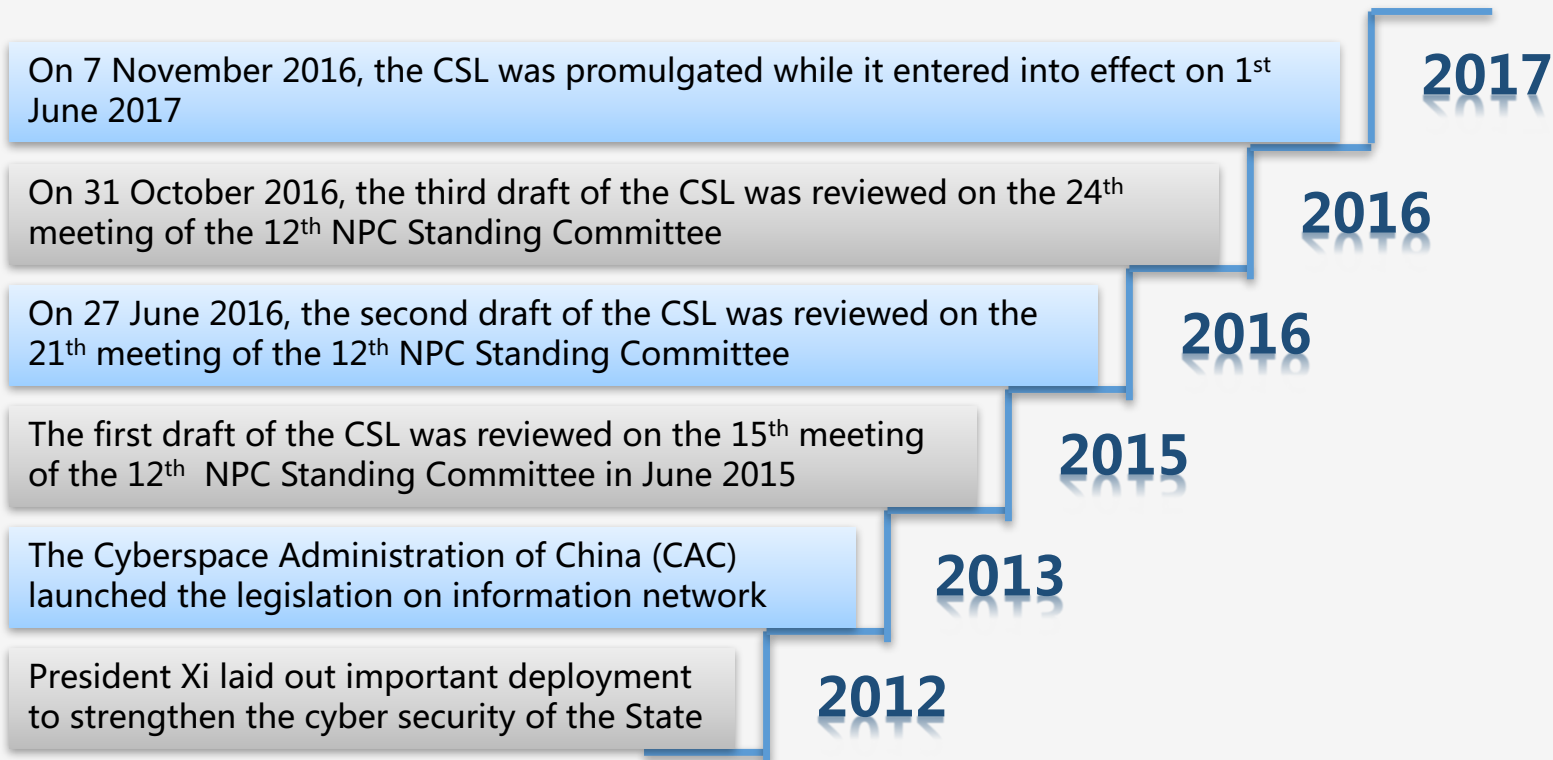 On 7 November 2016, the CSL was promulgated while it entered into effect on 1st
June 2017
2017
On 31 October 2016, the third draft of the CSL was reviewed on the 24th
meeting of the 12th NPC Standing Committee
2016
On 27 June 2016, the second draft of the CSL was reviewed on the
21th meeting of the 12th NPC Standing Committee
2016
The first draft of the CSL was reviewed on the 15th meeting
of the 12th NPC Standing Committee in June 2015
2015
The Cyberspace Administration of China (CAC)
launched the legislation on information network
2013
President Xi laid out important deployment
to strengthen the cyber security of the State
2012